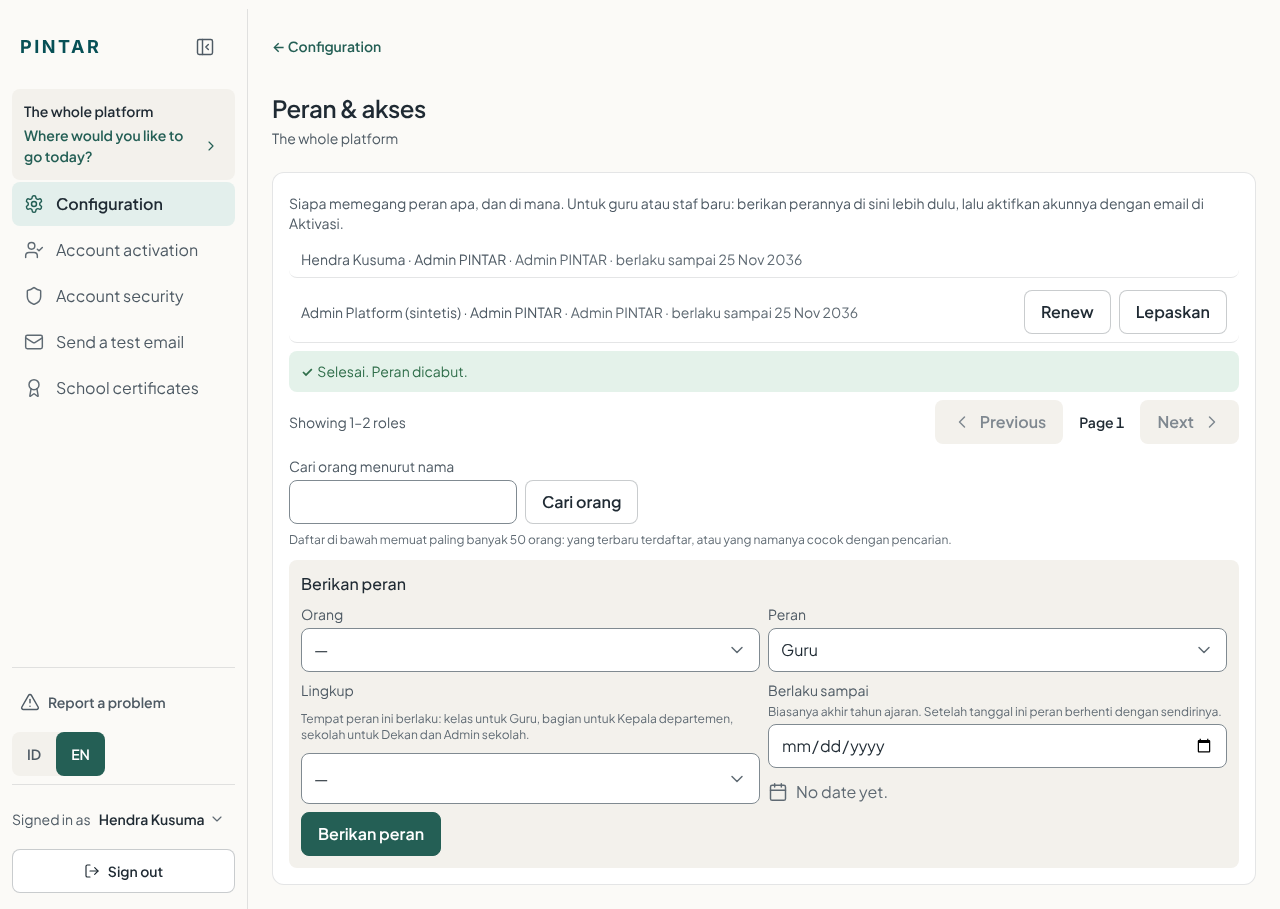 PINTAR
The whole platform
Where would you like to
go today?
Configuration
Account activation
Account security
Send a test email
School certificates
Report a problem
ID EN
Signed in as Hendra Kusuma
Sign out
← Configuration
Peran & akses
The whole platform
Siapa memegang peran apa, dan di mana. Untuk guru atau staf baru: berikan perannya di sini lebih dulu, lalu aktifkan akunnya dengan email di
Aktivasi.
Hendra Kusuma · Admin PINTAR · Admin PINTAR · berlaku sampai 25 Nov 2036
Admin Platform (sintetis) · Admin PINTAR · Admin PINTAR · berlaku sampai 25 Nov 2036 Renew Lepaskan
✓ Selesai. Peran dicabut.
Showing 1–2 roles Previous Page 1 Next
Cari orang menurut nama
Cari orang
Daftar di bawah memuat paling banyak 50 orang: yang terbaru terdaftar, atau yang namanya cocok dengan pencarian.
Berikan peran
Orang
—
Peran
Guru
Lingkup
Tempat peran ini berlaku: kelas untuk Guru, bagian untuk Kepala departemen,
sekolah untuk Dekan dan Admin sekolah.
—
Berlaku sampai
Biasanya akhir tahun ajaran. Setelah tanggal ini peran berhenti dengan sendirinya.
mm/dd/yyyy
No date yet.
Berikan peran